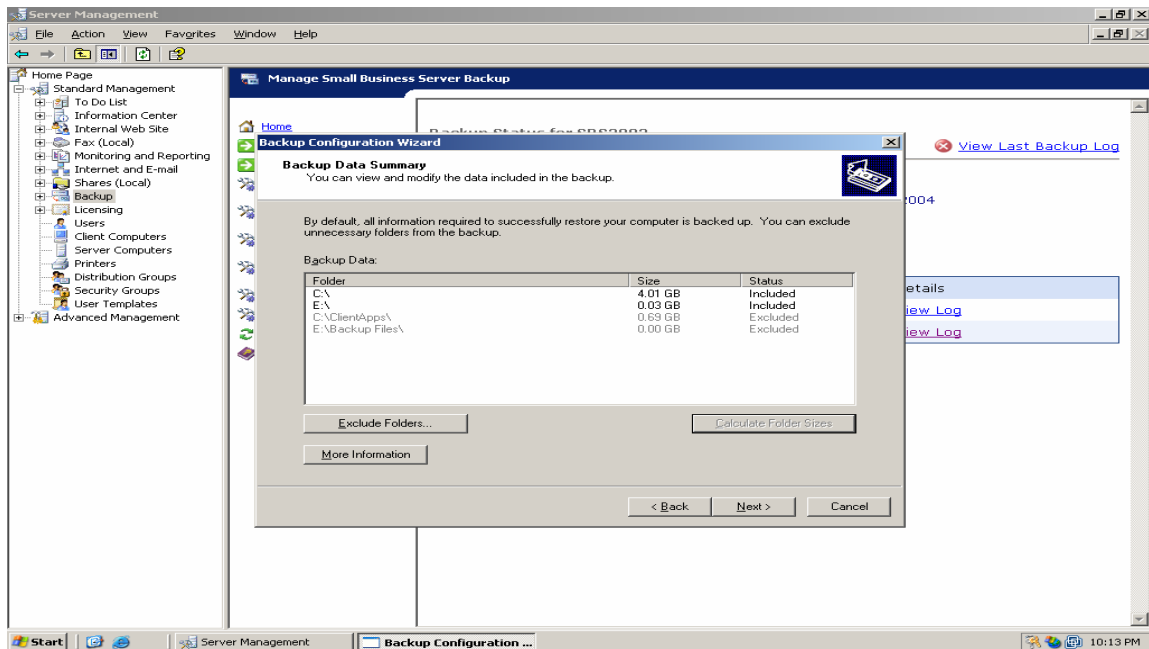 Server Management
File Action View Favorites Window Help
Home Page
Standard Management
To Do List
Information Center
Internal Web Site
Fax (Local)
Monitoring and Reporting
Internet and E-mail
Shares (Local)
Backup
Licensing
Users
Client Computers
Server Computers
Printers
Distribution Groups
Security Groups
User Templates
Advanced Management
Manage Small Business Server Backup
Home
Backup Status for SBS2003
View Last Backup Log
2004
etails
iew Log
iew Log
Backup Configuration Wizard
Backup Data Summary
You can view and modify the data included in the backup.
By default, all information required to successfully restore your computer is backed up. You can exclude
unnecessary folders from the backup.
Backup Data:
Folder Size Status
C:\ 4.01 GB Included
E:\ 0.03 GB Included
C:\ClientApps\ 0.69 GB Excluded
E:\Backup Files\ 0.00 GB Excluded
Exclude Folders... Calculate Folder Sizes
More Information
< Back Next > Cancel
Start Server Management Backup Configuration ... 10:13 PM